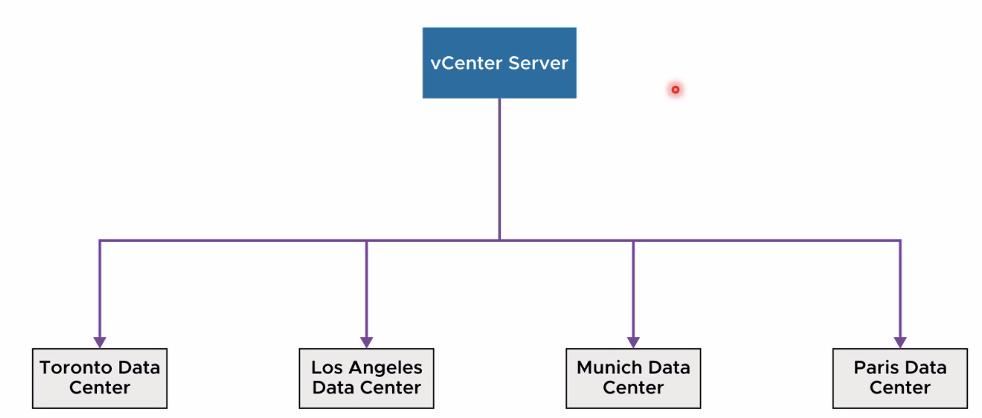 vCenter Server
Toronto Data
Center
Los Angeles
Data Center
Munich Data
Center
Paris Data
Center